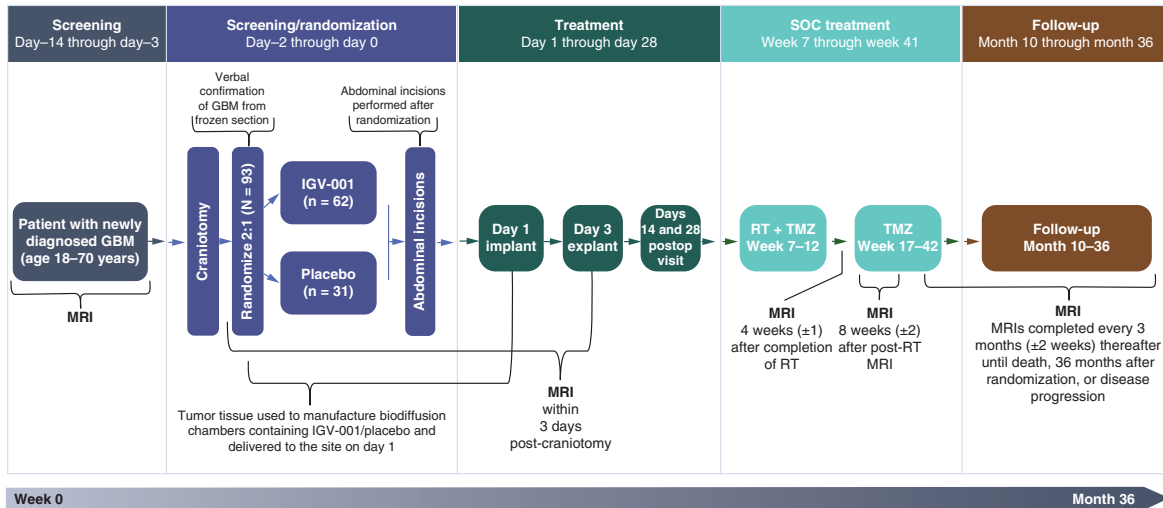 Screening
Day–14 through day–3
Screening/randomization
Day–2 through day 0
Treatment
Day 1 through day 28
SOC treatment
Week 7 through week 41
Follow-up
Month 10 through month 36
Verbal
confirmation
of GBM from
frozen section
Abdominal incisions
performed after
randomization
Patient with newly
diagnosed GBM
(age 18–70 years)
MRI
Craniotomy
Randomize 2:1 (N = 93)
IGV-001
(n = 62)
Placebo
(n = 31)
Abdominal incisions
Day 1
implant
Day 3
explant
Days
14 and 28
postop
visit
RT + TMZ
Week 7–12
TMZ
Week 17–42
Follow-up
Month 10–36
MRI
4 weeks (±1)
after completion
of RT
MRI
8 weeks (±2)
after post-RT
MRI
MRI
MRIs completed every 3
months (±2 weeks) thereafter
until death, 36 months after
randomization, or disease
progression
Tumor tissue used to manufacture biodiffusion
chambers containing IGV-001/placebo and
delivered to the site on day 1
MRI
within
3 days
post-craniotomy
Week 0
Month 36